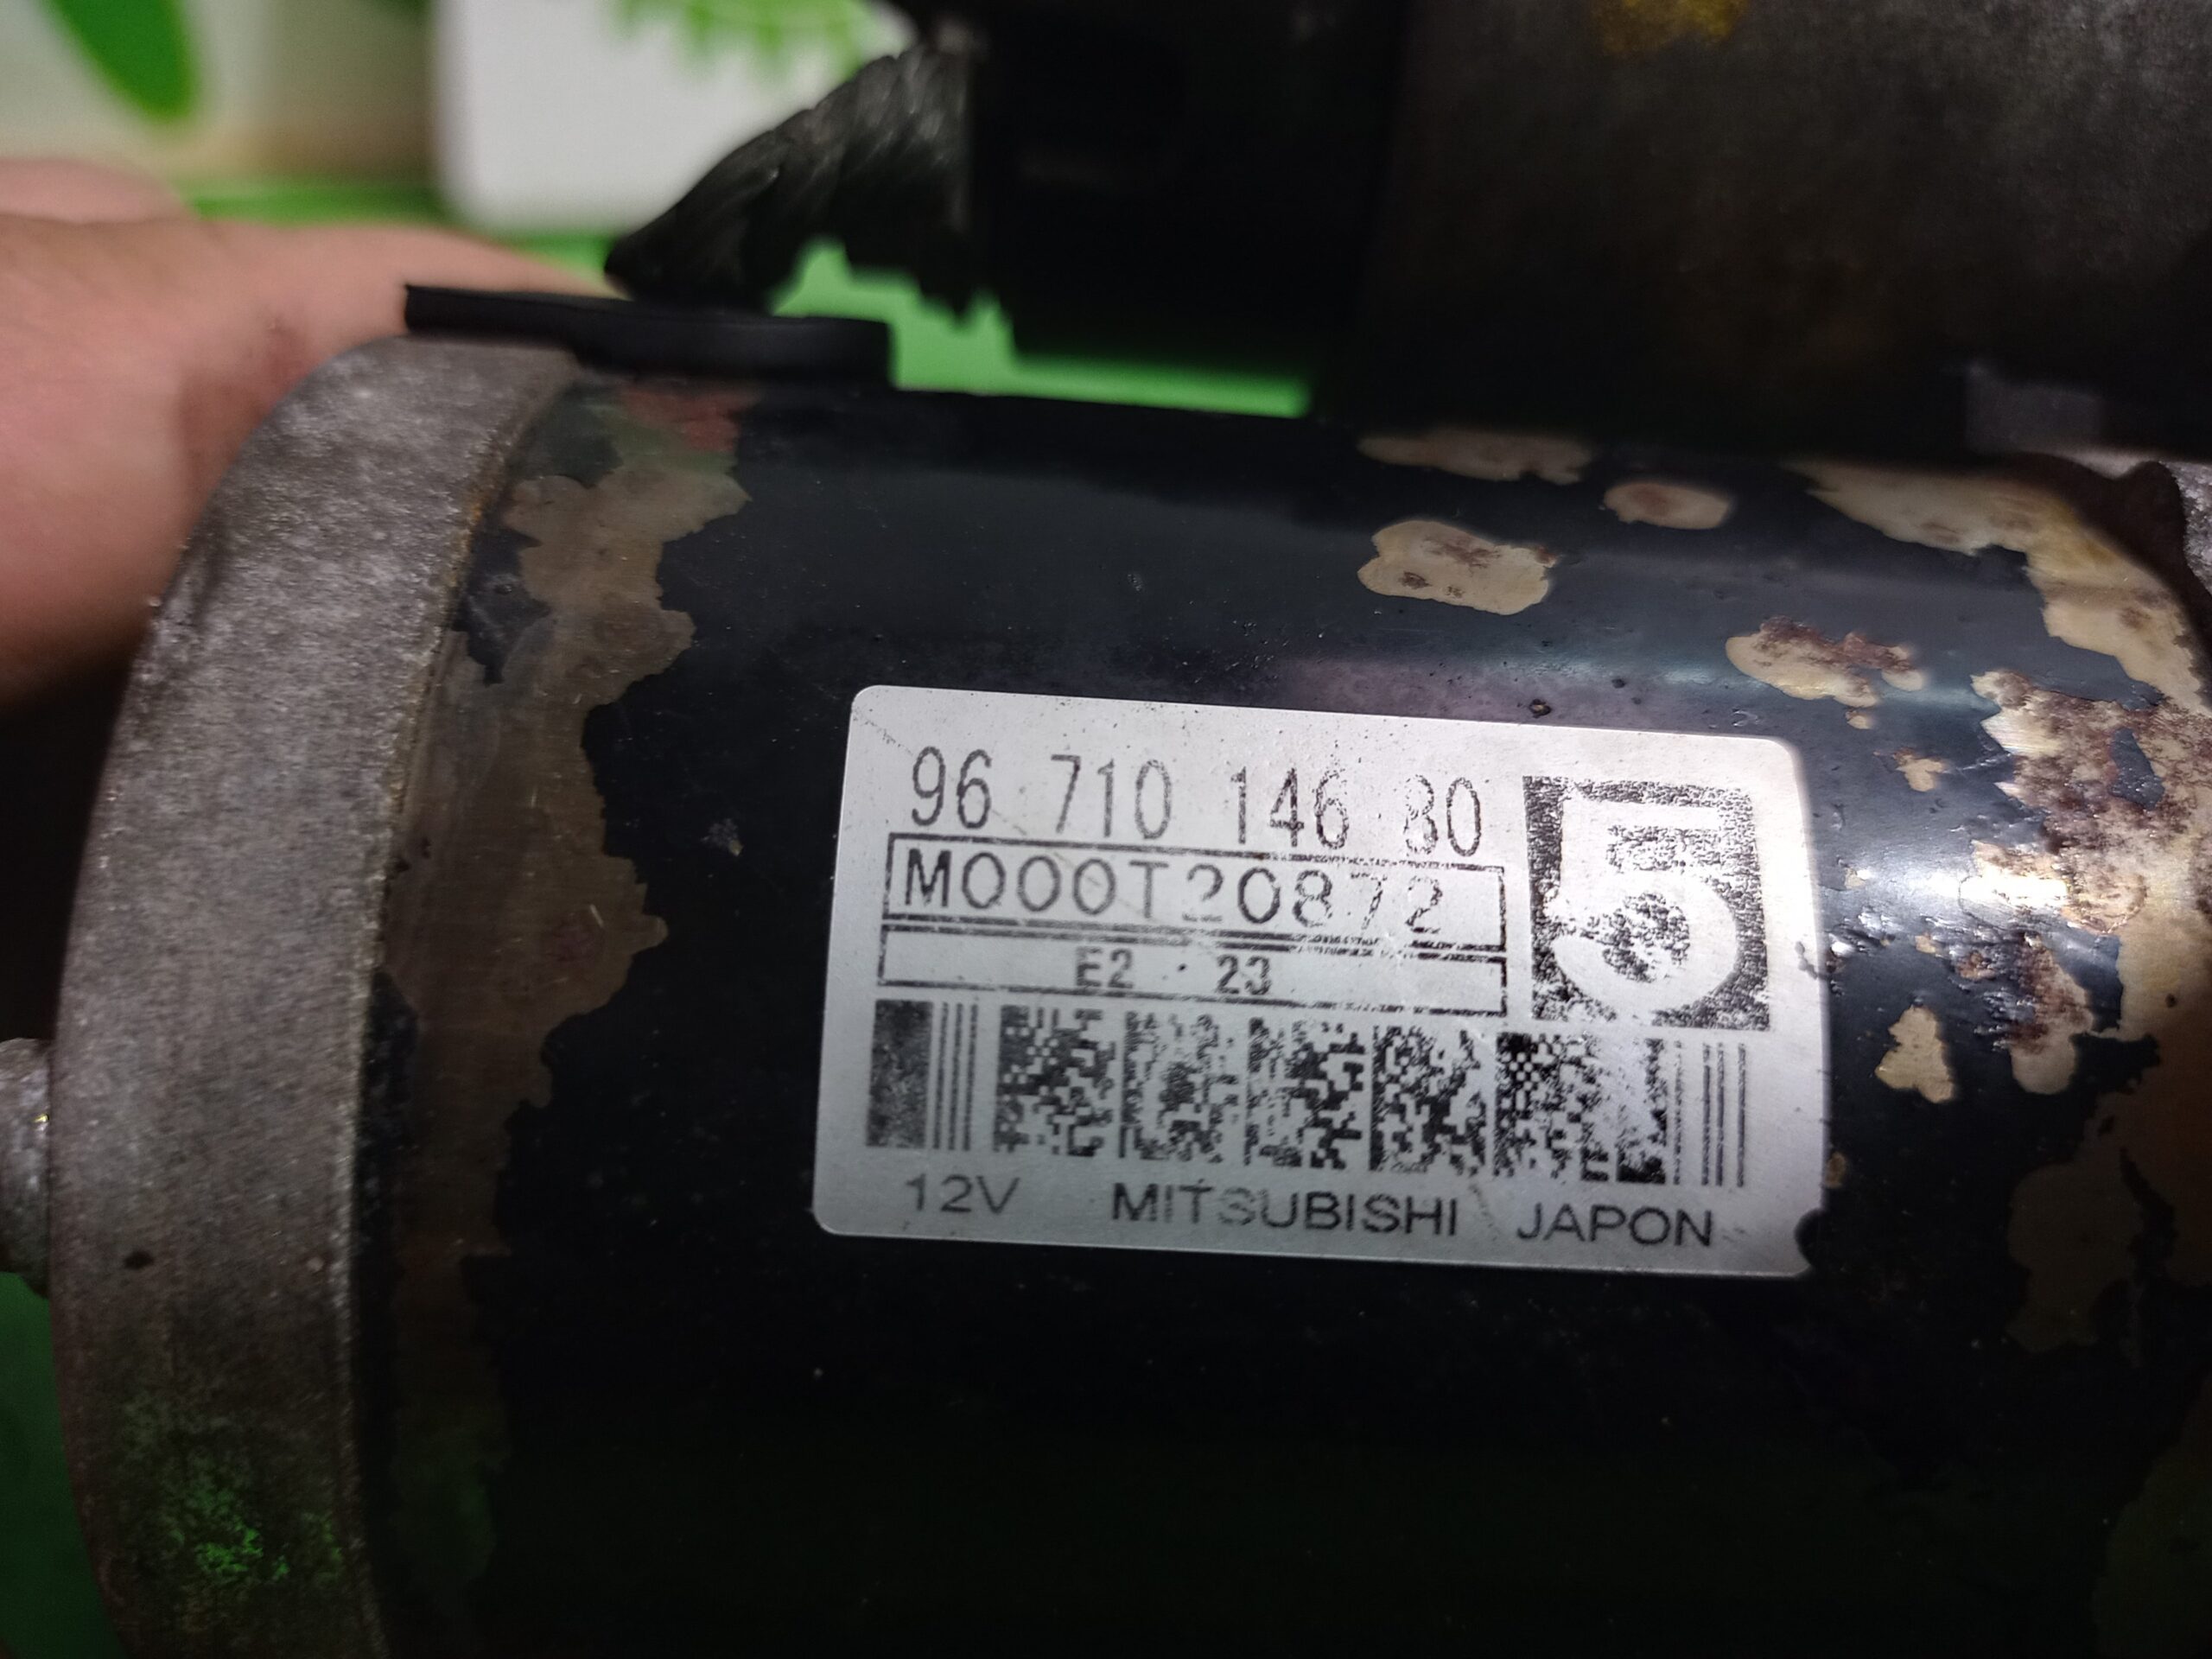 96 710 146 80
5
M000T20872
E2 23
12V MITSUBISHI JAPON